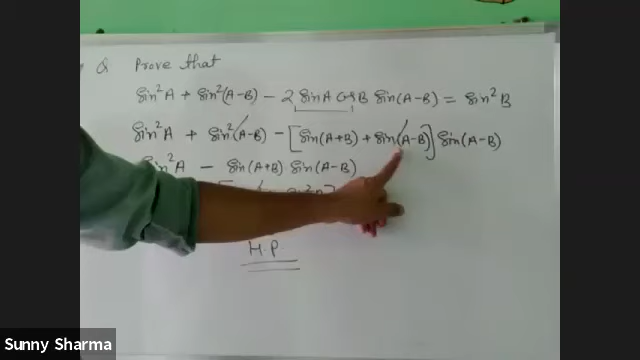 Q Prove that
Sin²A + Sin²(A-B) - 2 SinA CosB Sin(A-B) = Sin²B
Sin²A + Sin²(A-B) - [Sin(A+B) + Sin(A-B)] Sin(A-B)
Sin²A - Sin(A+B) Sin(A-B)
H.P.
Sunny Sharma